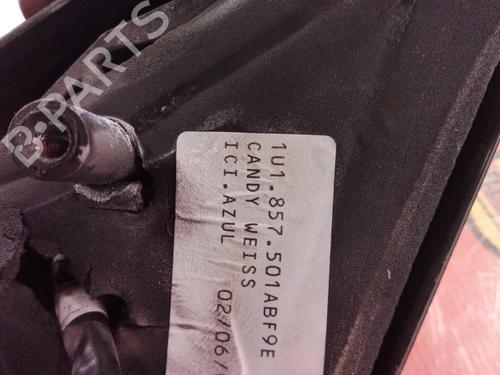 B-PARTS
1U1.857.501ABF9E
CANDY WEISS
ICI.AZUL 02/06/